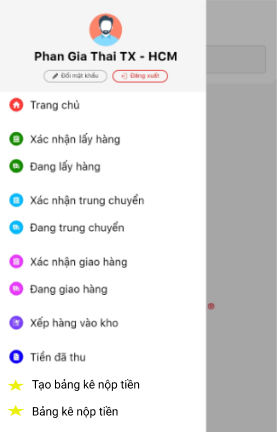 Phan Gia Thai TX - HCM
Đổi mật khẩu
Đăng xuất
Trang chủ
Xác nhận lấy hàng
Đang lấy hàng
Xác nhận trung chuyển
Đang trung chuyển
Xác nhận giao hàng
Đang giao hàng
Xếp hàng vào kho
Tiền đã thu
Tạo bảng kê nộp tiền
Bảng kê nộp tiền